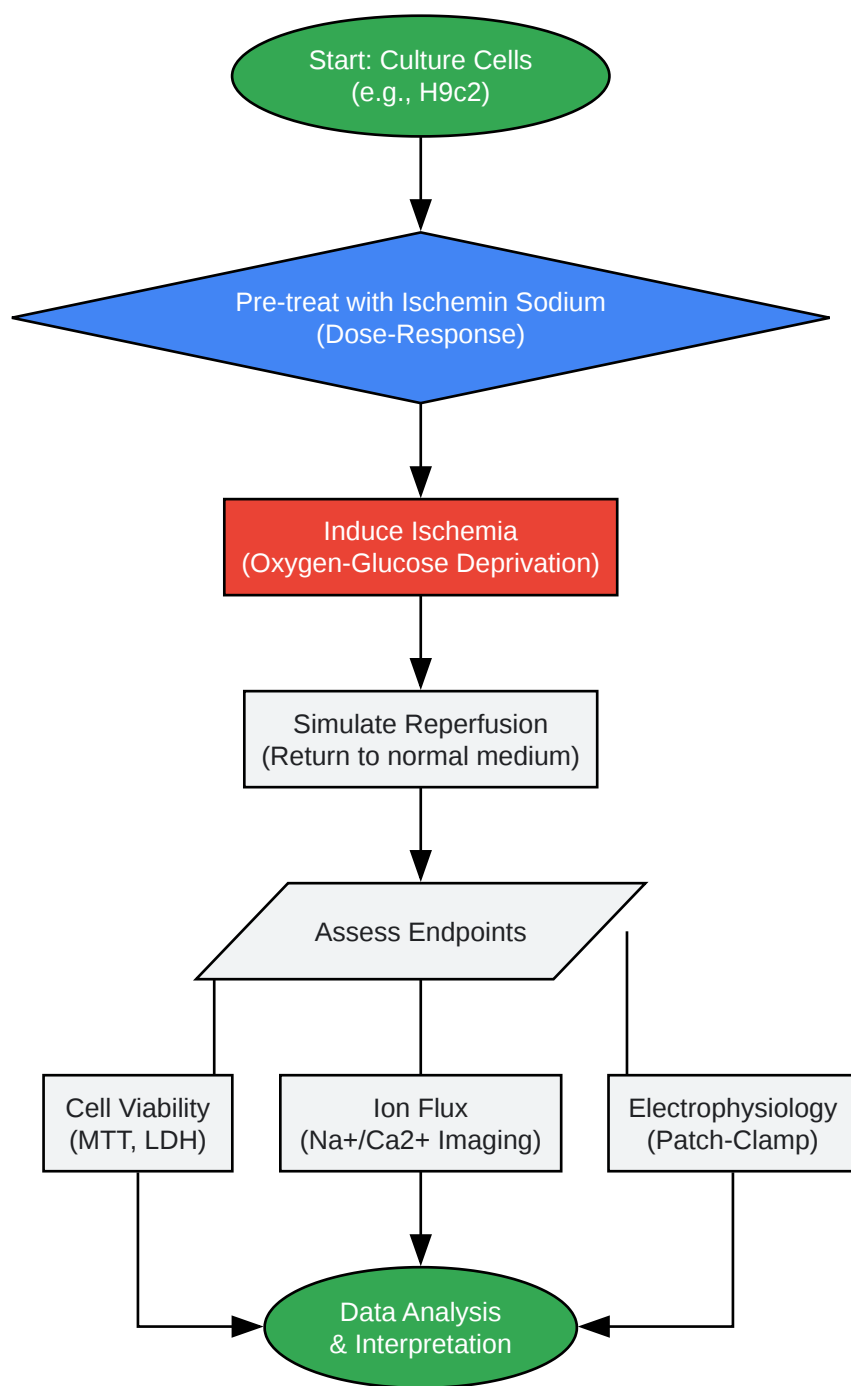 Start: Culture Cells
(e.g., H9c2)
Pre-treat with Ischemin Sodium
(Dose-Response)
Induce Ischemia
(Oxygen-Glucose Deprivation)
Simulate Reperfusion
(Return to normal medium)
Assess Endpoints
Cell Viability
(MTT, LDH)
Ion Flux
(Na+/Ca2+ Imaging)
Electrophysiology
(Patch-Clamp)
Data Analysis
& Interpretation